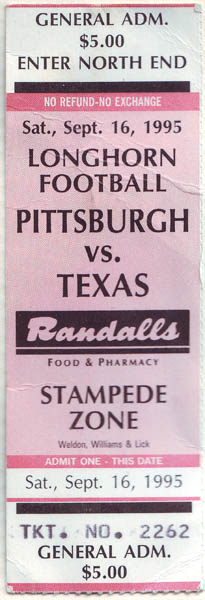 GENERAL ADM.
$5.00
ENTER NORTH END
NO REFUND-NO EXCHANGE
Sat., Sept. 16, 1995
LONGHORN
FOOTBALL
PITTSBURGH
vs.
TEXAS
Randalls
FOOD & PHARMACY
STAMPEDE
ZONE
Weldon, Williams & Lick
ADMIT ONE - THIS DATE
Sat., Sept. 16, 1995
TKT. NO. 2262
GENERAL ADM.
$5.00